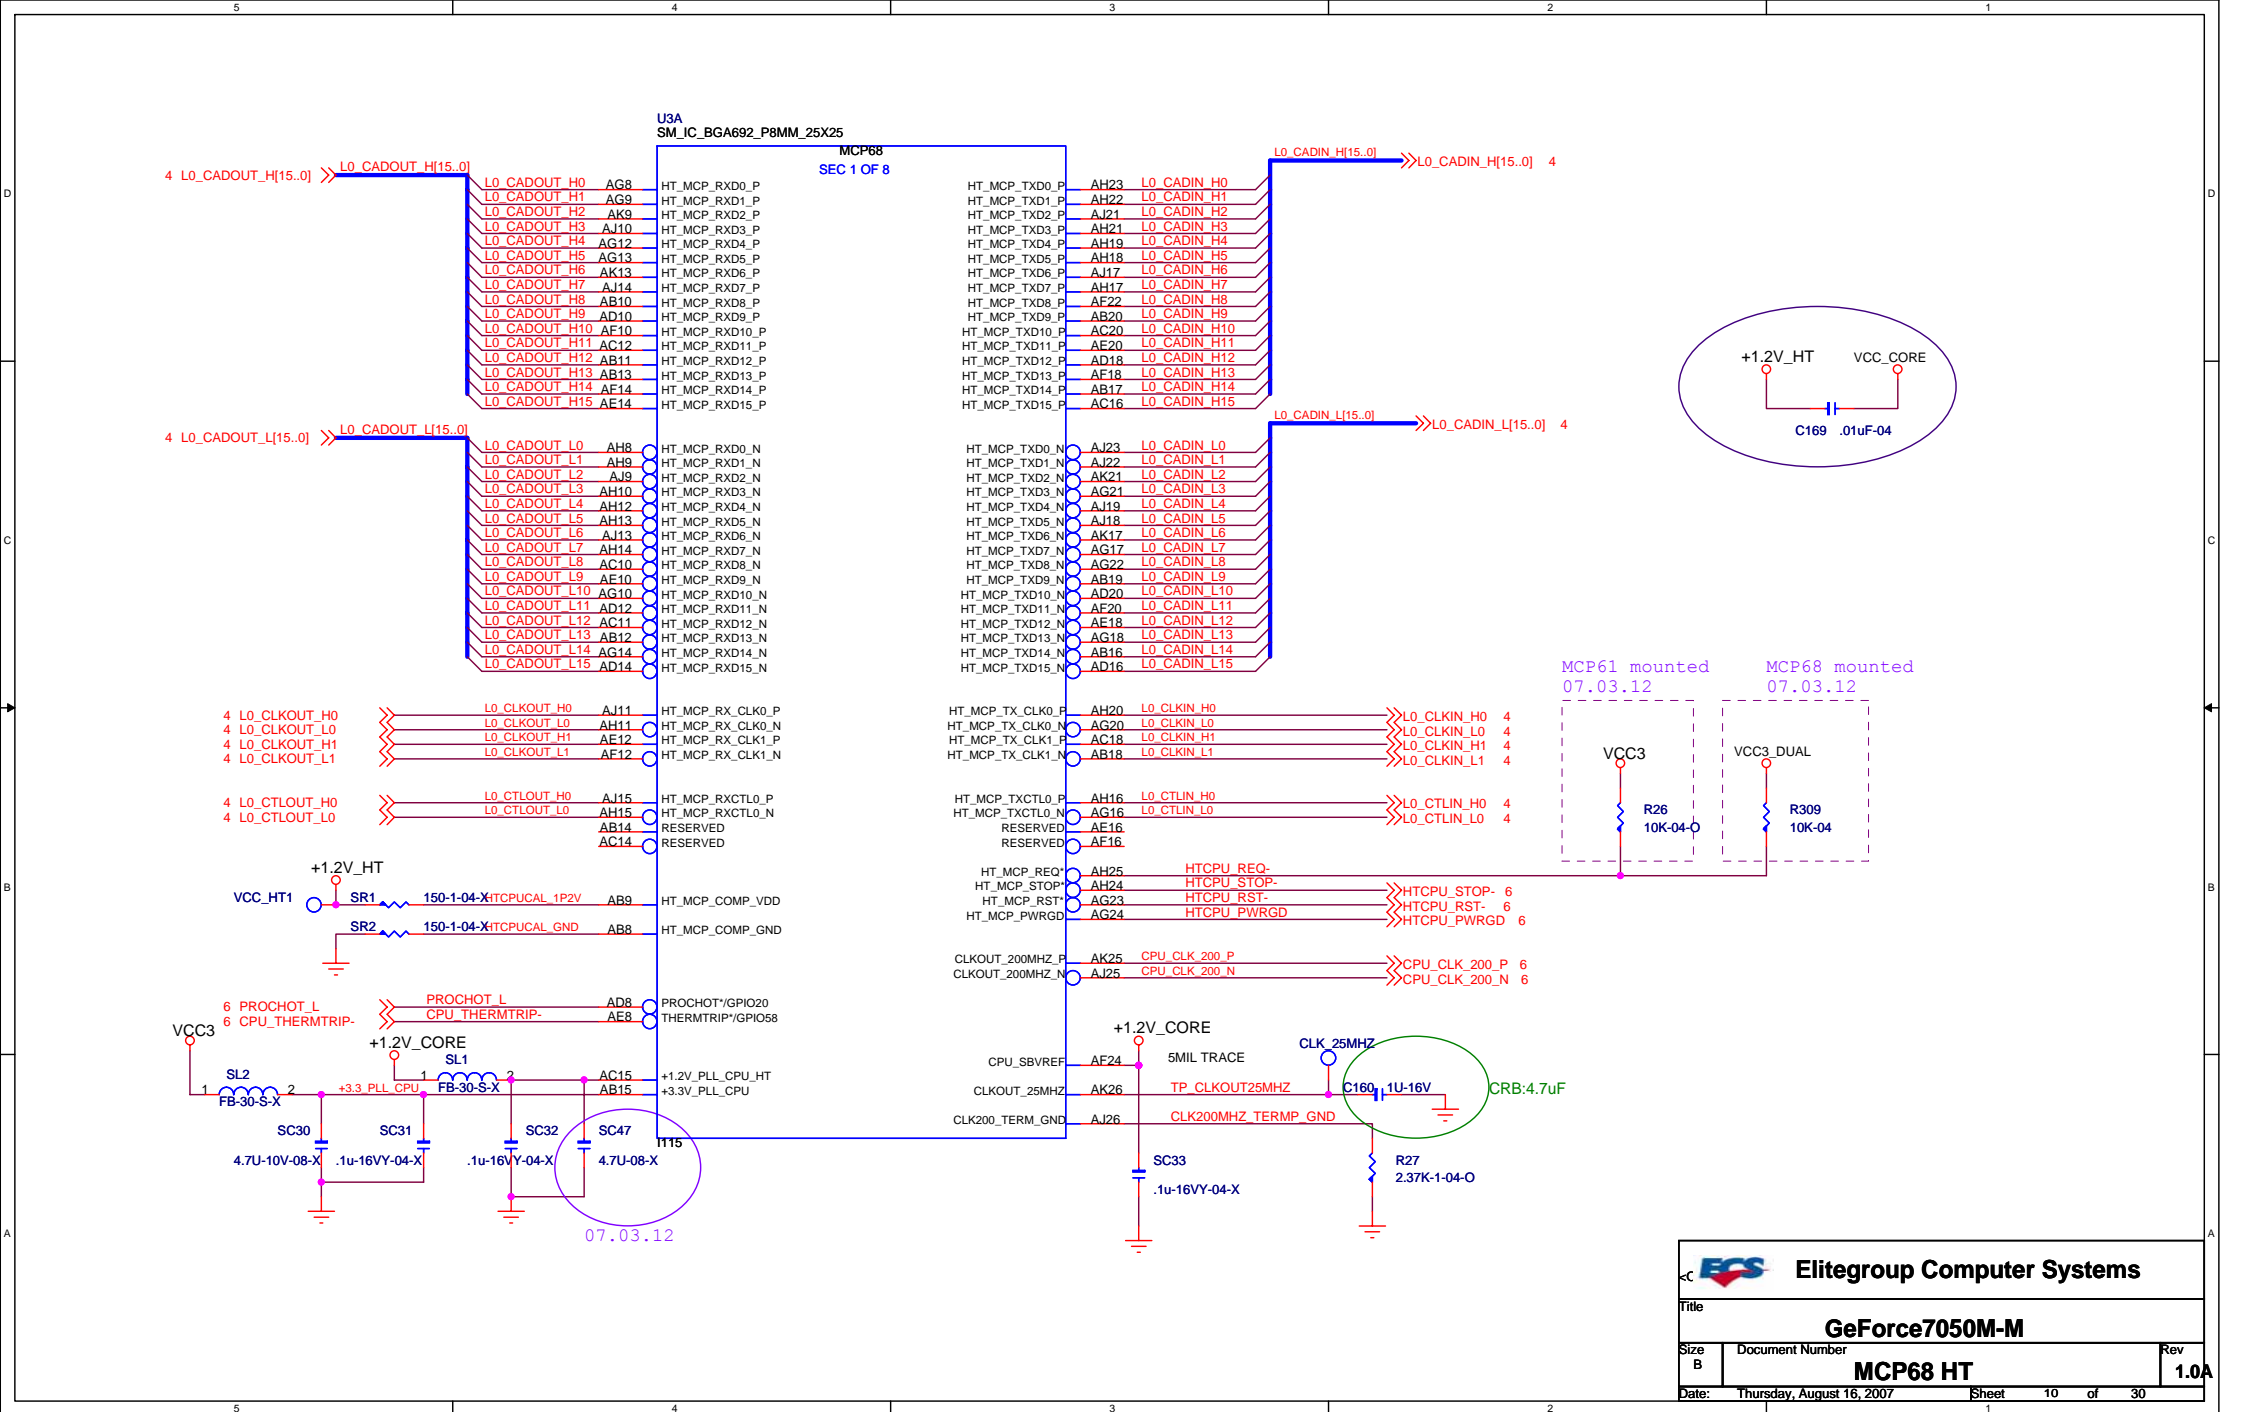 5 4 3 2 1
U3A
SM_IC_BGA692_P8MM_25X25
MCP68
SEC 1 OF 8
4 L0_CADOUT_H[15..0] L0_CADOUT_H[15..0]
L0_CADIN_H[15..0] L0_CADIN_H[15..0] 4
D D
L0_CADOUT_H0 AG8 HT_MCP_RXD0_P HT_MCP_TXD0_P AH23 L0_CADIN_H0
L0_CADOUT_H1 AG9 HT_MCP_RXD1_P HT_MCP_TXD1_P AH22 L0_CADIN_H1
L0_CADOUT_H2 AK9 HT_MCP_RXD2_P HT_MCP_TXD2_P AJ21 L0_CADIN_H2
L0_CADOUT_H3 AJ10 HT_MCP_RXD3_P HT_MCP_TXD3_P AH21 L0_CADIN_H3
L0_CADOUT_H4 AG12 HT_MCP_RXD4_P HT_MCP_TXD4_P AH19 L0_CADIN_H4
L0_CADOUT_H5 AG13 HT_MCP_RXD5_P HT_MCP_TXD5_P AH18 L0_CADIN_H5
L0_CADOUT_H6 AK13 HT_MCP_RXD6_P HT_MCP_TXD6_P AJ17 L0_CADIN_H6
L0_CADOUT_H7 AJ14 HT_MCP_RXD7_P HT_MCP_TXD7_P AH17 L0_CADIN_H7
L0_CADOUT_H8 AB10 HT_MCP_RXD8_P HT_MCP_TXD8_P AF22 L0_CADIN_H8
L0_CADOUT_H9 AD10 HT_MCP_RXD9_P HT_MCP_TXD9_P AB20 L0_CADIN_H9
L0_CADOUT_H10 AF10 HT_MCP_RXD10_P HT_MCP_TXD10_P AC20 L0_CADIN_H10
L0_CADOUT_H11 AC12 HT_MCP_RXD11_P HT_MCP_TXD11_P AE20 L0_CADIN_H11
L0_CADOUT_H12 AB11 HT_MCP_RXD12_P HT_MCP_TXD12_P AD18 L0_CADIN_H12
L0_CADOUT_H13 AB13 HT_MCP_RXD13_P HT_MCP_TXD13_P AF18 L0_CADIN_H13
L0_CADOUT_H14 AF14 HT_MCP_RXD14_P HT_MCP_TXD14_P AB17 L0_CADIN_H14
L0_CADOUT_H15 AE14 HT_MCP_RXD15_P HT_MCP_TXD15_P AC16 L0_CADIN_H15
+1.2V_HT VCC_CORE
C169 .01uF-04
4 L0_CADOUT_L[15..0] L0_CADOUT_L[15..0]
L0_CADIN_L[15..0] L0_CADIN_L[15..0] 4
L0_CADOUT_L0 AH8 HT_MCP_RXD0_N HT_MCP_TXD0_N AJ23 L0_CADIN_L0
L0_CADOUT_L1 AH9 HT_MCP_RXD1_N HT_MCP_TXD1_N AJ22 L0_CADIN_L1
L0_CADOUT_L2 AJ9 HT_MCP_RXD2_N HT_MCP_TXD2_N AK21 L0_CADIN_L2
L0_CADOUT_L3 AH10 HT_MCP_RXD3_N HT_MCP_TXD3_N AG21 L0_CADIN_L3
L0_CADOUT_L4 AH12 HT_MCP_RXD4_N HT_MCP_TXD4_N AJ19 L0_CADIN_L4
L0_CADOUT_L5 AH13 HT_MCP_RXD5_N HT_MCP_TXD5_N AJ18 L0_CADIN_L5
L0_CADOUT_L6 AJ13 HT_MCP_RXD6_N HT_MCP_TXD6_N AK17 L0_CADIN_L6
C C
L0_CADOUT_L7 AH14 HT_MCP_RXD7_N HT_MCP_TXD7_N AG17 L0_CADIN_L7
L0_CADOUT_L8 AC10 HT_MCP_RXD8_N HT_MCP_TXD8_N AG22 L0_CADIN_L8
L0_CADOUT_L9 AE10 HT_MCP_RXD9_N HT_MCP_TXD9_N AB19 L0_CADIN_L9
L0_CADOUT_L10 AG10 HT_MCP_RXD10_N HT_MCP_TXD10_N AD20 L0_CADIN_L10
L0_CADOUT_L11 AD12 HT_MCP_RXD11_N HT_MCP_TXD11_N AF20 L0_CADIN_L11
L0_CADOUT_L12 AC11 HT_MCP_RXD12_N HT_MCP_TXD12_N AE18 L0_CADIN_L12
L0_CADOUT_L13 AB12 HT_MCP_RXD13_N HT_MCP_TXD13_N AG18 L0_CADIN_L13
L0_CADOUT_L14 AG14 HT_MCP_RXD14_N HT_MCP_TXD14_N AB16 L0_CADIN_L14
L0_CADOUT_L15 AD14 HT_MCP_RXD15_N HT_MCP_TXD15_N AD16 L0_CADIN_L15
MCP61 mounted MCP68 mounted
07.03.12 07.03.12
4 L0_CLKOUT_H0 L0_CLKOUT_H0 AJ11 HT_MCP_RX_CLK0_P HT_MCP_TX_CLK0_P AH20 L0_CLKIN_H0 L0_CLKIN_H0 4
4 L0_CLKOUT_L0 L0_CLKOUT_L0 AH11 HT_MCP_RX_CLK0_N HT_MCP_TX_CLK0_N AG20 L0_CLKIN_L0 L0_CLKIN_L0 4
4 L0_CLKOUT_H1 L0_CLKOUT_H1 AE12 HT_MCP_RX_CLK1_P HT_MCP_TX_CLK1_P AC18 L0_CLKIN_H1 L0_CLKIN_H1 4
4 L0_CLKOUT_L1 L0_CLKOUT_L1 AF12 HT_MCP_RX_CLK1_N HT_MCP_TX_CLK1_N AB18 L0_CLKIN_L1 L0_CLKIN_L1 4
VCC3 VCC3_DUAL
4 L0_CTLOUT_H0 L0_CTLOUT_H0 AJ15 HT_MCP_RXCTL0_P HT_MCP_TXCTL0_P AH16 L0_CTLIN_H0 L0_CTLIN_H0 4
4 L0_CTLOUT_L0 L0_CTLOUT_L0 AH15 HT_MCP_RXCTL0_N HT_MCP_TXCTL0_N AG16 L0_CTLIN_L0 L0_CTLIN_L0 4
AB14 RESERVED RESERVED AE16
AC14 RESERVED RESERVED AF16
R26 R309
10K-04-O 10K-04
HT_MCP_REQ* AH25 HTCPU_REQ-
HT_MCP_STOP* AH24 HTCPU_STOP- HTCPU_STOP- 6
HT_MCP_RST* AG23 HTCPU_RST- HTCPU_RST- 6
HT_MCP_PWRGD AG24 HTCPU_PWRGD HTCPU_PWRGD 6
B B
+1.2V_HT
VCC_HT1 SR1 150-1-04-X HTCPUCAL_1P2V AB9 HT_MCP_COMP_VDD
SR2 150-1-04-X HTCPUCAL_GND AB8 HT_MCP_COMP_GND
CLKOUT_200MHZ_P AK25 CPU_CLK_200_P CPU_CLK_200_P 6
CLKOUT_200MHZ_N AJ25 CPU_CLK_200_N CPU_CLK_200_N 6
6 PROCHOT_L PROCHOT_L AD8 PROCHOT*/GPIO20
6 CPU_THERMTRIP- CPU_THERMTRIP- AE8 THERMTRIP*/GPIO58
VCC3
+1.2V_CORE
SL1
1 2 AC15 +1.2V_PLL_CPU_HT
FB-30-S-X
SL2
1 2 +3.3_PLL_CPU AB15 +3.3V_PLL_CPU
FB-30-S-X
+1.2V_CORE
CPU_SBVREF AF24 5MIL TRACE
CLK_25MHZ
CLKOUT_25MHZ AK26 TP_CLKOUT25MHZ C160 1U-16V CRB:4.7uF
CLK200_TERM_GND AJ26 CLK200MHZ_TERMP_GND
I115
SC30 SC31 SC32 SC47
4.7U-10V-08-X .1u-16VY-04-X .1u-16VY-04-X 4.7U-08-X
07.03.12
SC33
.1u-16VY-04-X
R27
2.37K-1-04-O
A A
<C ECS Elitegroup Computer Systems
Title
GeForce7050M-M
Size Document Number Rev
B MCP68 HT 1.0A
Date: Thursday, August 16, 2007 Sheet 10 of 30
5 4 3 2 1